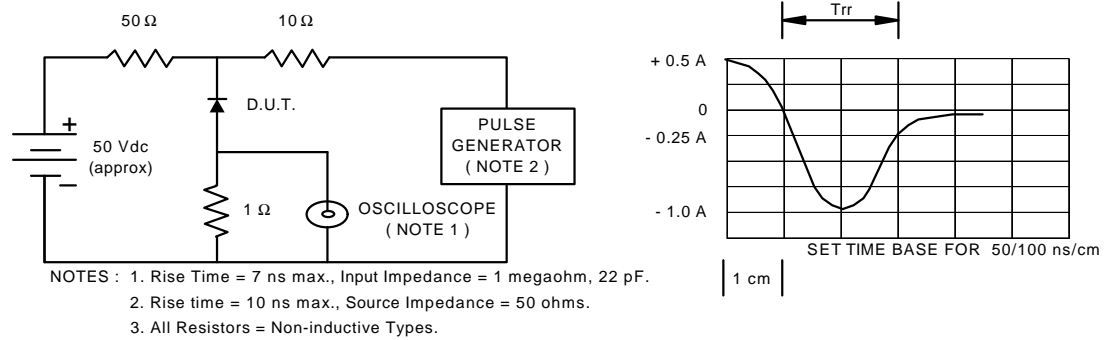 50 Ω
10 Ω
+
50 Vdc
(approx)
−
D.U.T.
1 Ω
OSCILLOSCOPE
( NOTE 1 )
PULSE
GENERATOR
( NOTE 2 )
Trr
+ 0.5 A
0
- 0.25 A
- 1.0 A
SET TIME BASE FOR 50/100 ns/cm
1 cm
NOTES : 1. Rise Time = 7 ns max., Input Impedance = 1 megaohm, 22 pF.
2. Rise time = 10 ns max., Source Impedance = 50 ohms.
3. All Resistors = Non-inductive Types.